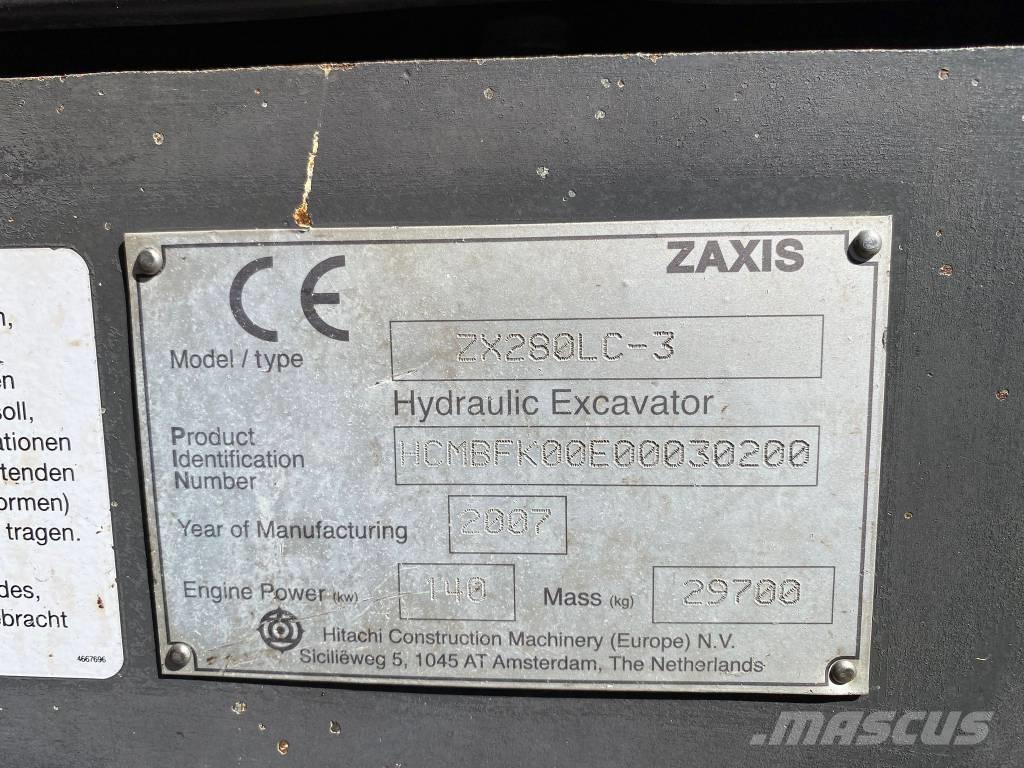 ZAXIS
CE
Model / type ZX280LC-3
Hydraulic Excavator
Product
Identification
Number
HCMBFK00E00030200
Year of Manufacturing 2007
Engine Power (kw) 140 Mass (kg) 29700
Hitachi Construction Machinery (Europe) N.V.
Siciliëweg 5, 1045 AT Amsterdam, The Netherlands
soll,
ationen
tenden
ormen)
tragen.
des,
ebracht
4667696
MASCUS